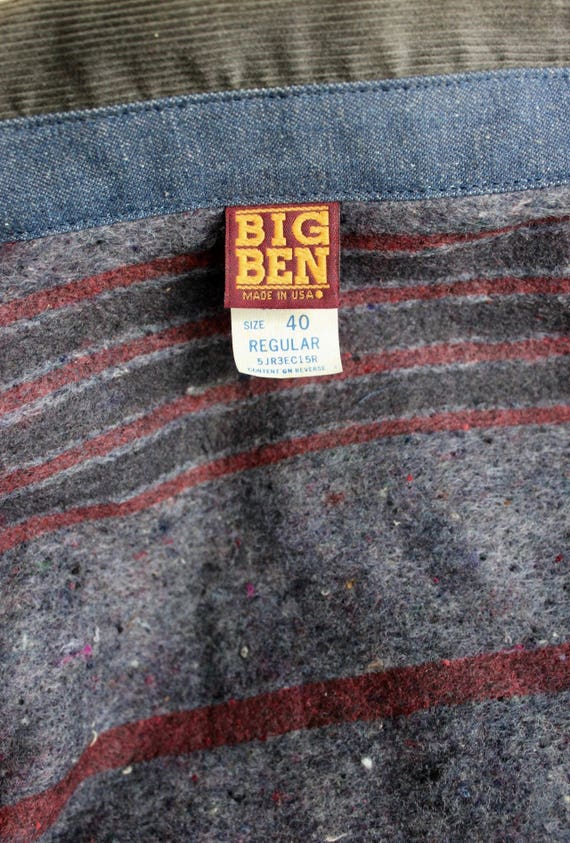 BIG
BEN
MADE IN USA
SIZE 40
REGULAR
5JR3EC15R
CONTENT ON REVERSE